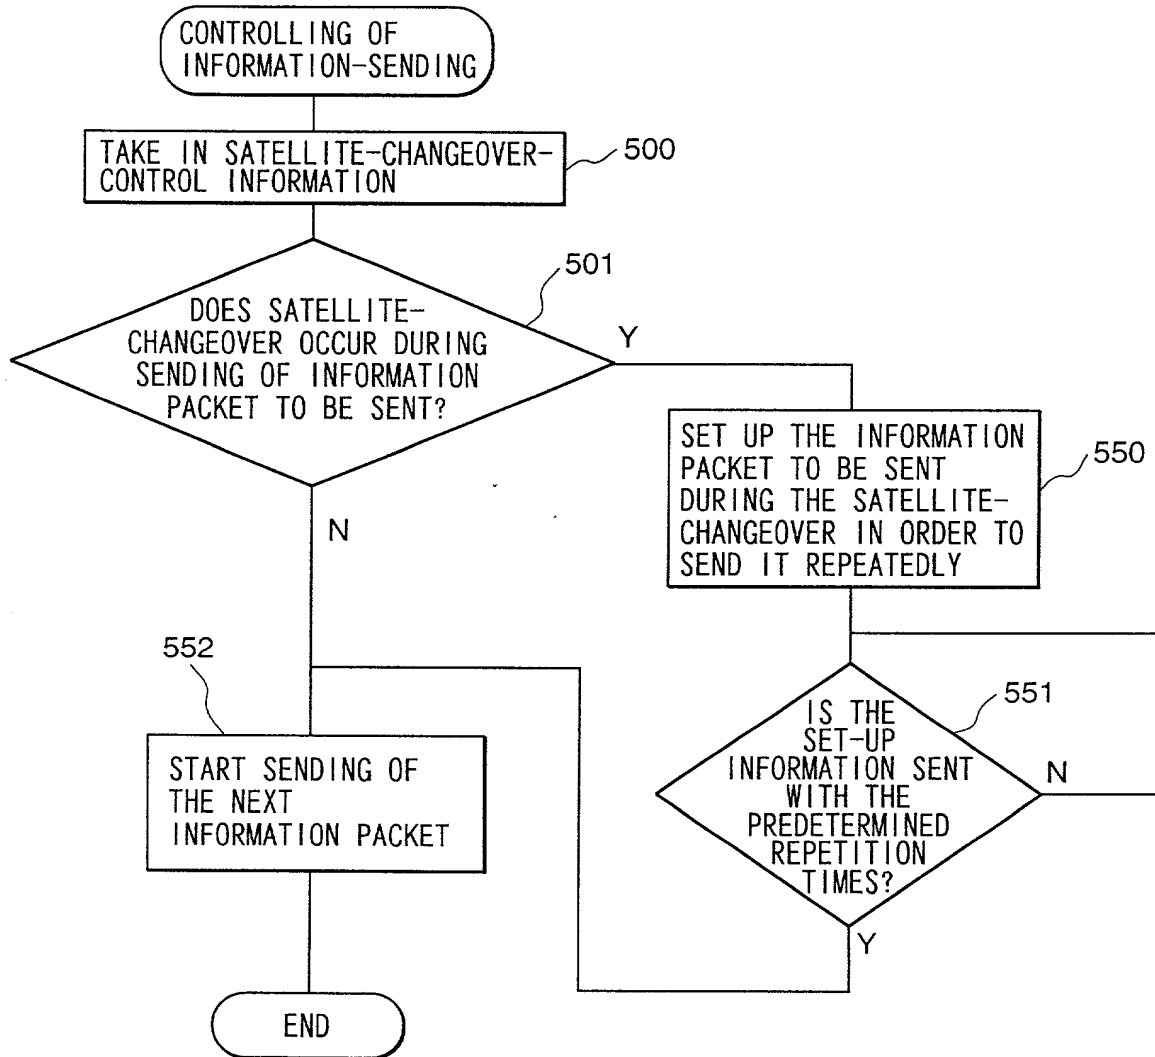 CONTROLLING OF
INFORMATION-SENDING
TAKE IN SATELLITE-CHANGEOVER-
CONTROL INFORMATION
500
DOES SATELLITE-
CHANGEOVER OCCUR DURING
SENDING OF INFORMATION
PACKET TO BE SENT?
501
Y
N
SET UP THE INFORMATION
PACKET TO BE SENT
DURING THE SATELLITE-
CHANGEOVER IN ORDER TO
SEND IT REPEATEDLY
550
IS THE
SET-UP
INFORMATION SENT
WITH THE
PREDETERMINED
REPETITION
TIMES?
551
N
Y
552
START SENDING OF
THE NEXT
INFORMATION PACKET
END